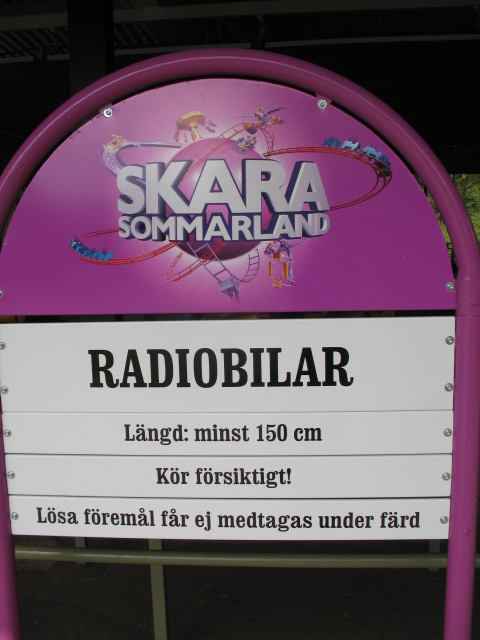 SKARA
SOMMARLAND
RADIOBILAR
Längd: minst 150 cm
Kör försiktigt!
Lösa föremål får ej medtagas under färd